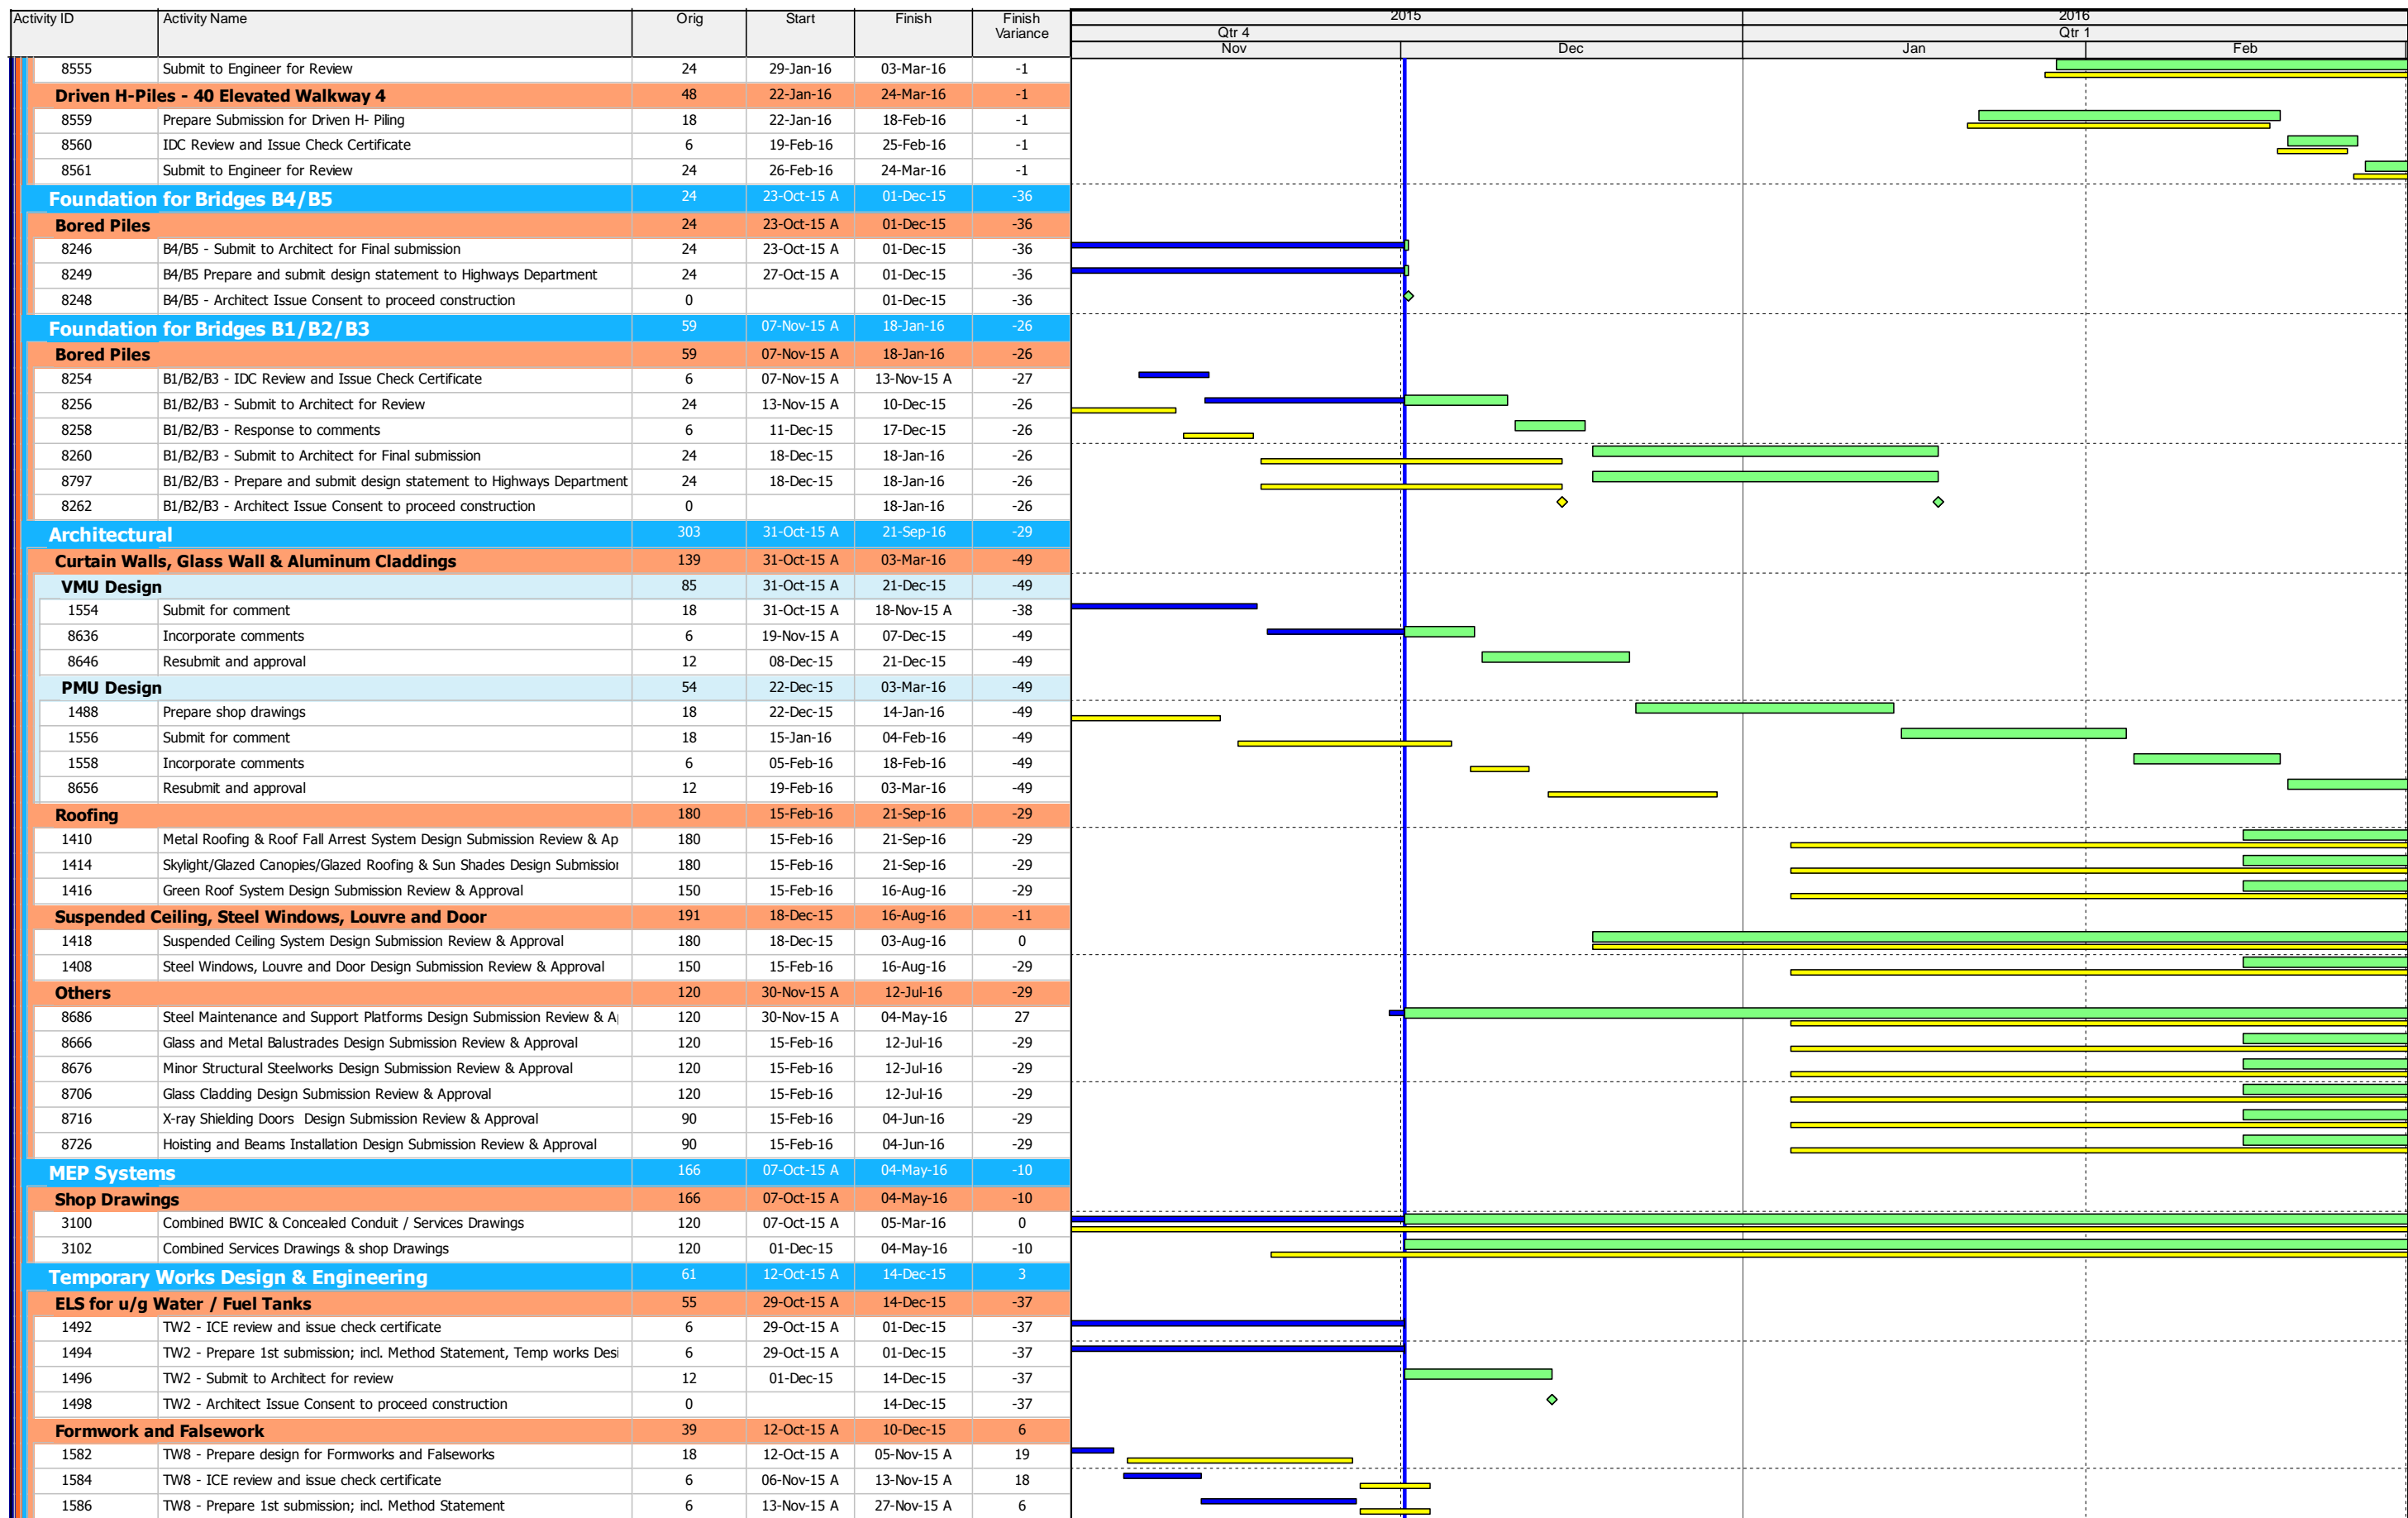 Activity ID Activity Name Orig Start Finish Finish Variance 2015 2016
Qtr 4 Qtr 1
Nov Dec Jan Feb
8555 Submit to Engineer for Review 24 29-Jan-16 03-Mar-16 -1
Driven H-Piles - 40 Elevated Walkway 4 48 22-Jan-16 24-Mar-16 -1
8559 Prepare Submission for Driven H- Piling 18 22-Jan-16 18-Feb-16 -1
8560 IDC Review and Issue Check Certificate 6 19-Feb-16 25-Feb-16 -1
8561 Submit to Engineer for Review 24 26-Feb-16 24-Mar-16 -1
Foundation for Bridges B4/B5 24 23-Oct-15 A 01-Dec-15 -36
Bored Piles 24 23-Oct-15 A 01-Dec-15 -36
8246 B4/B5 - Submit to Architect for Final submission 24 23-Oct-15 A 01-Dec-15 -36
8249 B4/B5 Prepare and submit design statement to Highways Department 24 27-Oct-15 A 01-Dec-15 -36
8248 B4/B5 - Architect Issue Consent to proceed construction 0 01-Dec-15 -36
Foundation for Bridges B1/B2/B3 59 07-Nov-15 A 18-Jan-16 -26
Bored Piles 59 07-Nov-15 A 18-Jan-16 -26
8254 B1/B2/B3 - IDC Review and Issue Check Certificate 6 07-Nov-15 A 13-Nov-15 A -27
8256 B1/B2/B3 - Submit to Architect for Review 24 13-Nov-15 A 10-Dec-15 -26
8258 B1/B2/B3 - Response to comments 6 11-Dec-15 17-Dec-15 -26
8260 B1/B2/B3 - Submit to Architect for Final submission 24 18-Dec-15 18-Jan-16 -26
8797 B1/B2/B3 - Prepare and submit design statement to Highways Department 24 18-Dec-15 18-Jan-16 -26
8262 B1/B2/B3 - Architect Issue Consent to proceed construction 0 18-Jan-16 -26
Architectural 303 31-Oct-15 A 21-Sep-16 -29
Curtain Walls, Glass Wall & Aluminum Claddings 139 31-Oct-15 A 03-Mar-16 -49
VMU Design 85 31-Oct-15 A 21-Dec-15 -49
1554 Submit for comment 18 31-Oct-15 A 18-Nov-15 A -38
8636 Incorporate comments 6 19-Nov-15 A 07-Dec-15 -49
8646 Resubmit and approval 12 08-Dec-15 21-Dec-15 -49
PMU Design 54 22-Dec-15 03-Mar-16 -49
1488 Prepare shop drawings 18 22-Dec-15 14-Jan-16 -49
1556 Submit for comment 18 15-Jan-16 04-Feb-16 -49
1558 Incorporate comments 6 05-Feb-16 18-Feb-16 -49
8656 Resubmit and approval 12 19-Feb-16 03-Mar-16 -49
Roofing 180 15-Feb-16 21-Sep-16 -29
1410 Metal Roofing & Roof Fall Arrest System Design Submission Review & Ap 180 15-Feb-16 21-Sep-16 -29
1414 Skylight/Glazed Canopies/Glazed Roofing & Sun Shades Design Submission 180 15-Feb-16 21-Sep-16 -29
1416 Green Roof System Design Submission Review & Approval 150 15-Feb-16 16-Aug-16 -29
Suspended Ceiling, Steel Windows, Louvre and Door 191 18-Dec-15 16-Aug-16 -11
1418 Suspended Ceiling System Design Submission Review & Approval 180 18-Dec-15 03-Aug-16 0
1408 Steel Windows, Louvre and Door Design Submission Review & Approval 150 15-Feb-16 16-Aug-16 -29
Others 120 30-Nov-15 A 12-Jul-16 -29
8686 Steel Maintenance and Support Platforms Design Submission Review & A 120 30-Nov-15 A 04-May-16 27
8666 Glass and Metal Balustrades Design Submission Review & Approval 120 15-Feb-16 12-Jul-16 -29
8676 Minor Structural Steelworks Design Submission Review & Approval 120 15-Feb-16 12-Jul-16 -29
8706 Glass Cladding Design Submission Review & Approval 120 15-Feb-16 12-Jul-16 -29
8716 X-ray Shielding Doors Design Submission Review & Approval 90 15-Feb-16 04-Jun-16 -29
8726 Hoisting and Beams Installation Design Submission Review & Approval 90 15-Feb-16 04-Jun-16 -29
MEP Systems 166 07-Oct-15 A 04-May-16 -10
Shop Drawings 166 07-Oct-15 A 04-May-16 -10
3100 Combined BWIC & Concealed Conduit / Services Drawings 120 07-Oct-15 A 05-Mar-16 0
3102 Combined Services Drawings & shop Drawings 120 01-Dec-15 04-May-16 -10
Temporary Works Design & Engineering 61 12-Oct-15 A 14-Dec-15 3
ELS for u/g Water / Fuel Tanks 55 29-Oct-15 A 14-Dec-15 -37
1492 TW2 - ICE review and issue check certificate 6 29-Oct-15 A 01-Dec-15 -37
1494 TW2 - Prepare 1st submission; incl. Method Statement, Temp works Desi 6 29-Oct-15 A 01-Dec-15 -37
1496 TW2 - Submit to Architect for review 12 01-Dec-15 14-Dec-15 -37
1498 TW2 - Architect Issue Consent to proceed construction 0 14-Dec-15 -37
Formwork and Falsework 39 12-Oct-15 A 10-Dec-15 6
1582 TW8 - Prepare design for Formworks and Falseworks 18 12-Oct-15 A 05-Nov-15 A 19
1584 TW8 - ICE review and issue check certificate 6 06-Nov-15 A 13-Nov-15 A 18
1586 TW8 - Prepare 1st submission; incl. Method Statement 6 13-Nov-15 A 27-Nov-15 A 6